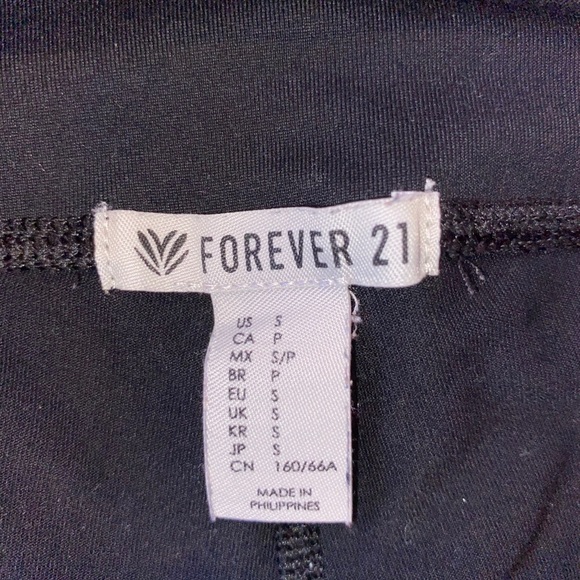 FOREVER 21
US S
CA P
MX S/P
BR P
EU S
UK S
KR S
JP S
CN 160/66A
MADE IN
PHILIPPINES